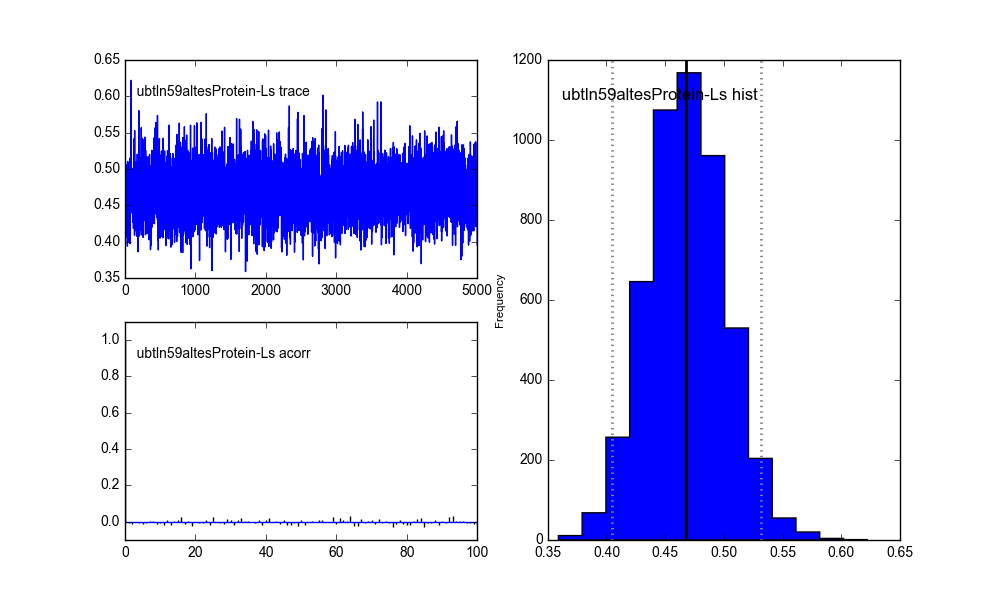 0.65
0.60
0.55
0.50
0.45
0.40
0.35
ubtln59altesProtein-Ls trace
0 1000 2000 3000 4000 5000
1.0
0.8
0.6
0.4
0.2
0.0
ubtln59altesProtein-Ls acorr
0 20 40 60 80 100
Frequency
1200
1000
800
600
400
200
0
ubtln59altesProtein-Ls hist
0.35 0.40 0.45 0.50 0.55 0.60 0.65